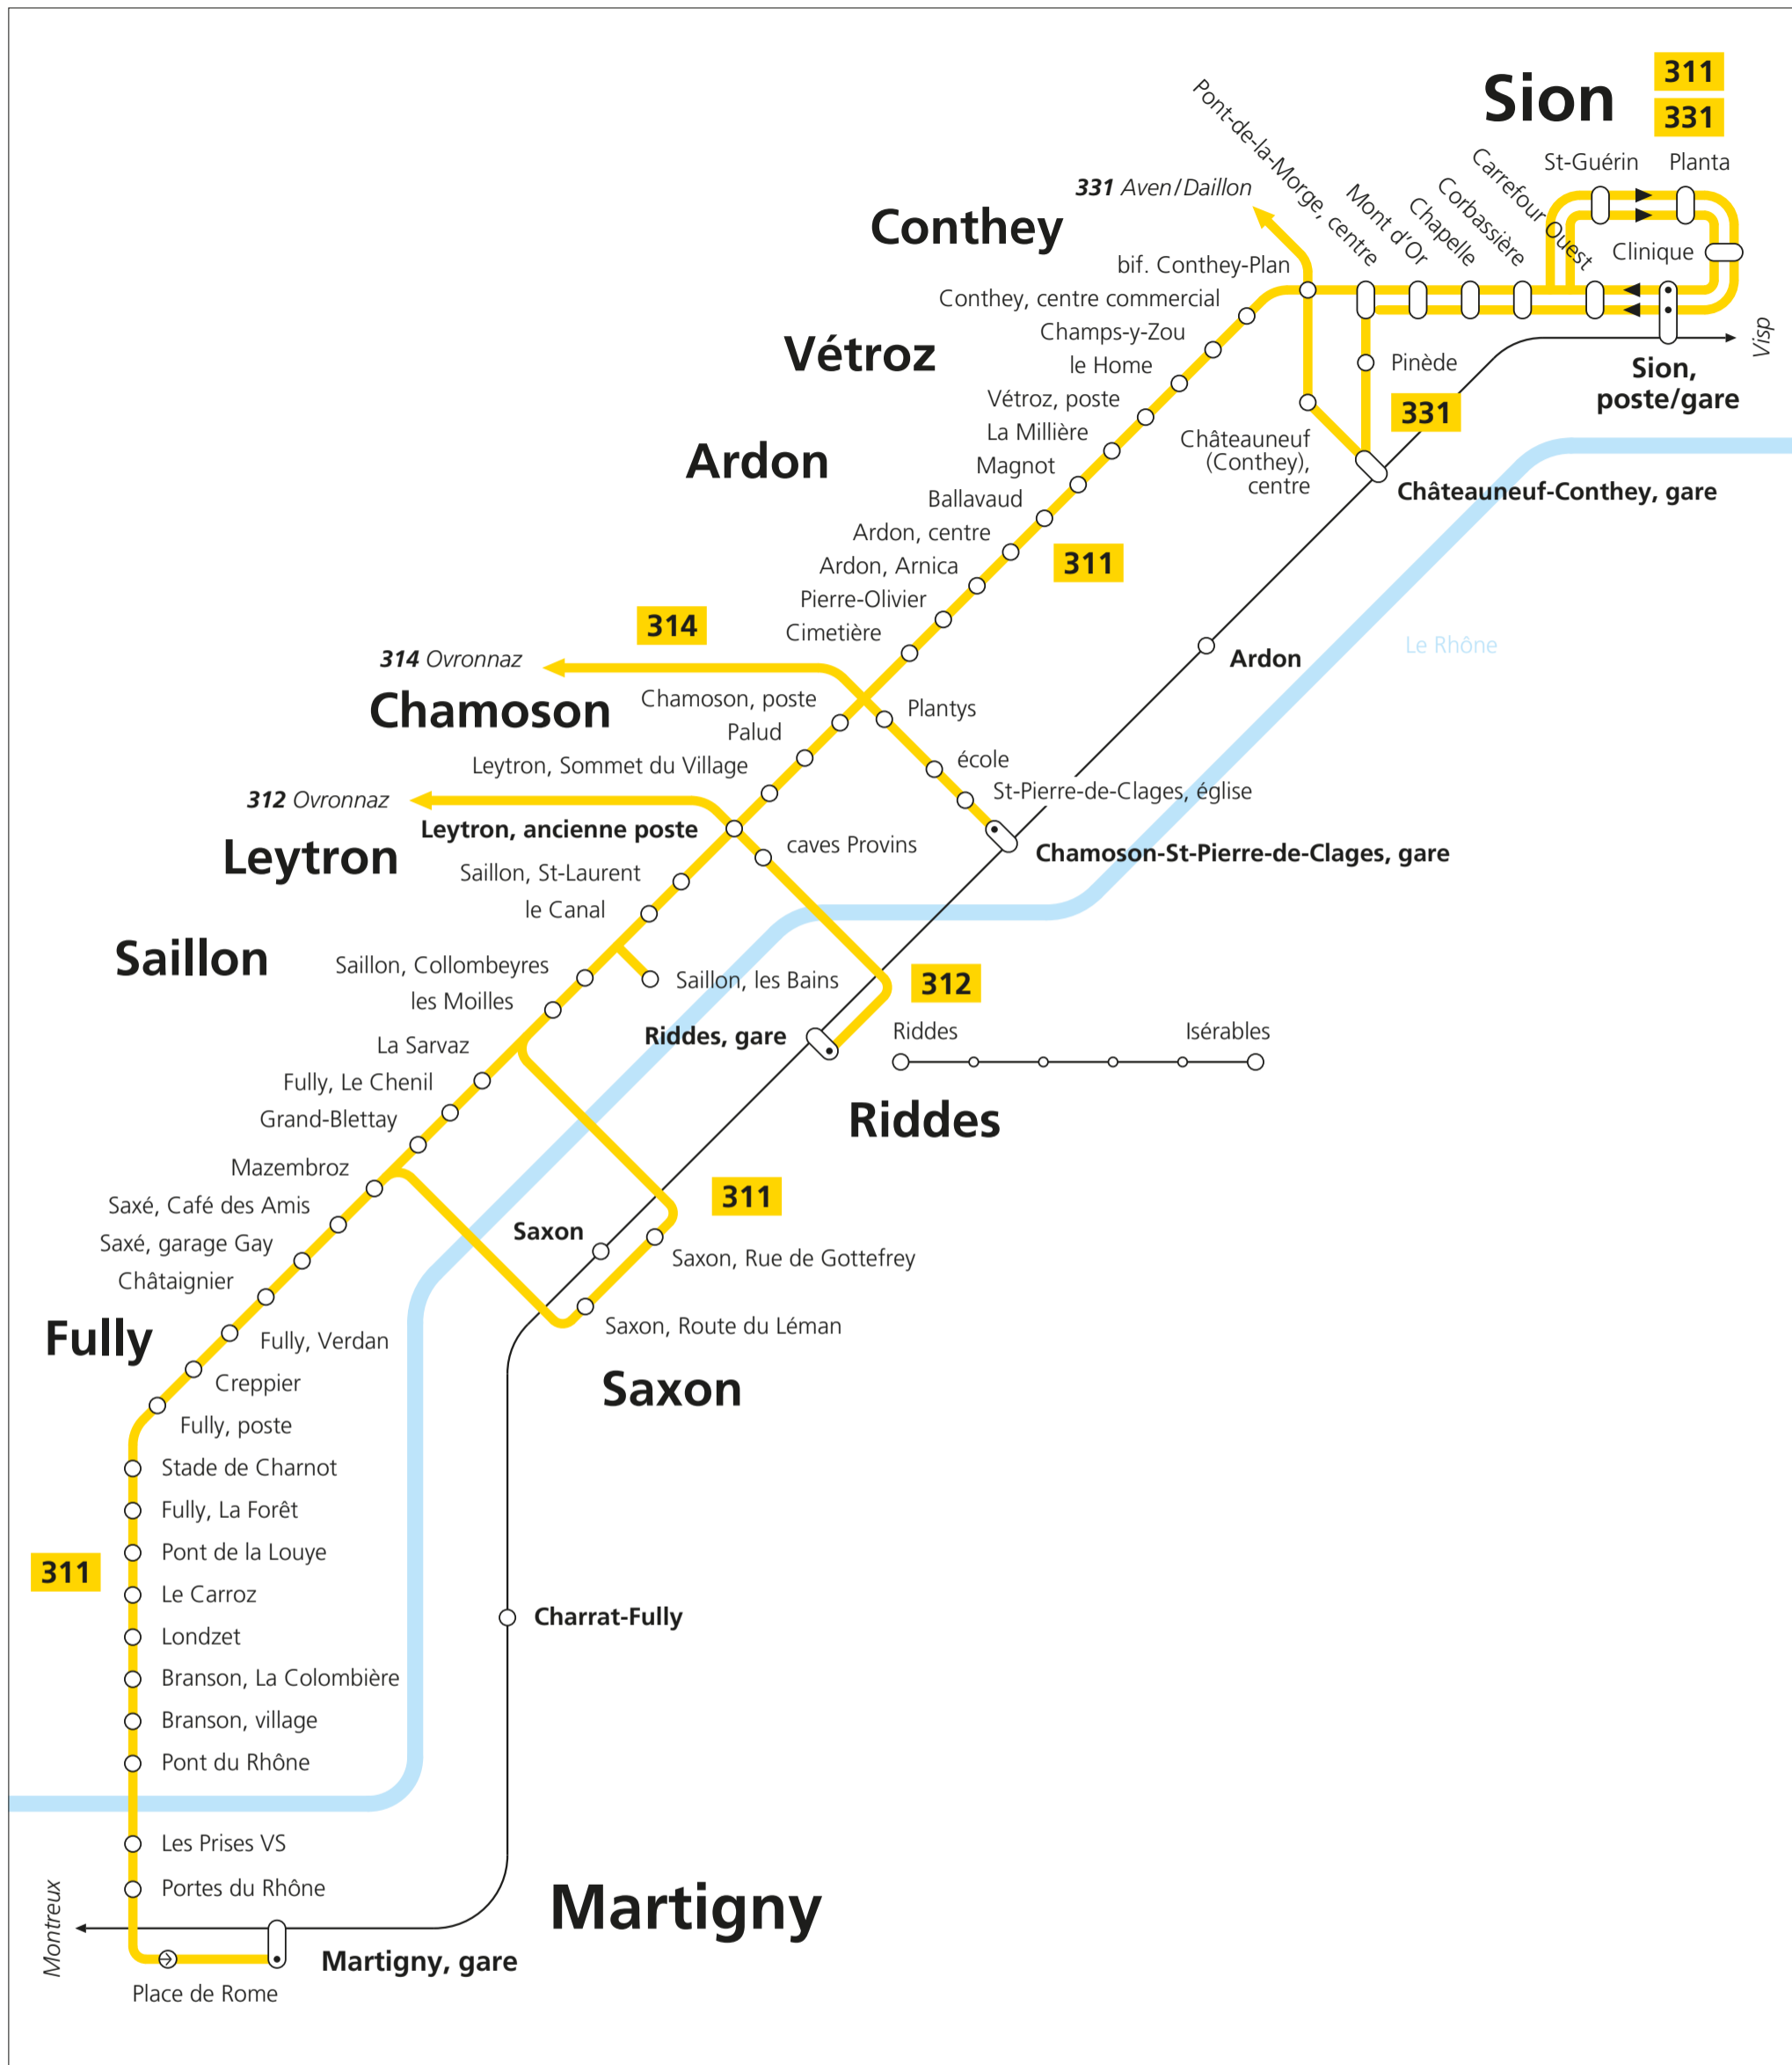 Sion
311
331
St-Guérin
Planta
Clinique
Carrefour Ouest
Corbassière
Chapelle
Mont d'Or
Pont-de-la-Morge, centre
331 Aven/Daillon
Conthey
bif. Conthey-Plan
Conthey, centre commercial
Champs-y-Zou
Vétroz
le Home
Pinède
Sion,
poste/gare
Visp
331
Vétroz, poste
La Millière
Châteauneuf
(Conthey),
centre
Ardon
Magnot
Châteauneuf-Conthey, gare
Ballavaud
Ardon, centre
311
Ardon, Arnica
Pierre-Olivier
314
Cimetière
Le Rhône
314 Ovronnaz
Ardon
Chamoson
Chamoson, poste
Plantys
Palud
école
Leytron, Sommet du Village
St-Pierre-de-Clages, église
312 Ovronnaz
Leytron, ancienne poste
caves Provins
Chamoson-St-Pierre-de-Clages, gare
Leytron
Saillon, St-Laurent
le Canal
Saillon
Saillon, Collombeyres
Saillon, les Bains
312
les Moilles
Riddes, gare
Riddes
Isérables
La Sarvaz
Fully, Le Chenil
Riddes
Grand-Blettay
Mazembroz
311
Saxé, Café des Amis
Saxon
Saxé, garage Gay
Saxon, Rue de Gottefrey
Châtaignier
Saxon, Route du Léman
Fully
Fully, Verdan
Creppier
Saxon
Fully, poste
Stade de Charnot
Fully, La Forêt
Pont de la Louye
311
Le Carroz
Charrat-Fully
Londzet
Branson, La Colombière
Branson, village
Pont du Rhône
Les Prises VS
Portes du Rhône
Martigny
Montreux
Martigny, gare
Place de Rome